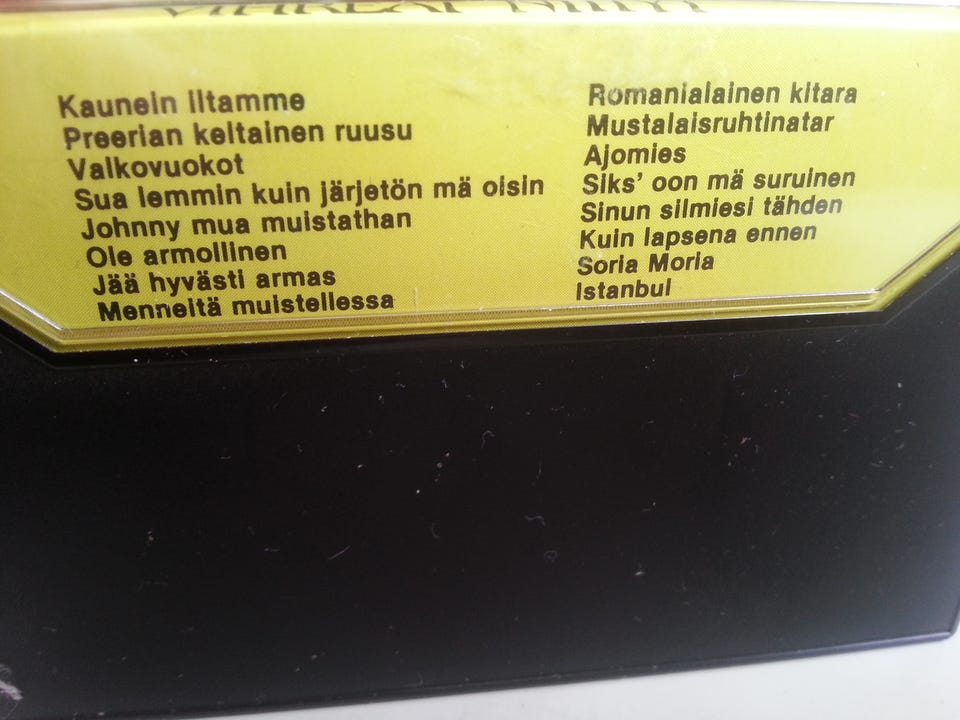 VIHREÄT NIITYT
Kaunein iltamme
Preerian keltainen ruusu
Valkovuokot
Sua lemmin kuin järjetön mä oisin
Johnny mua muistathan
Ole armollinen
Jää hyvästi armas
Menneitä muistellessa
Romanialainen kitara
Mustalaisruhtinatar
Ajomies
Siks' oon mä suruinen
Sinun silmiesi tähden
Kuin lapsena ennen
Soria Moria
Istanbul